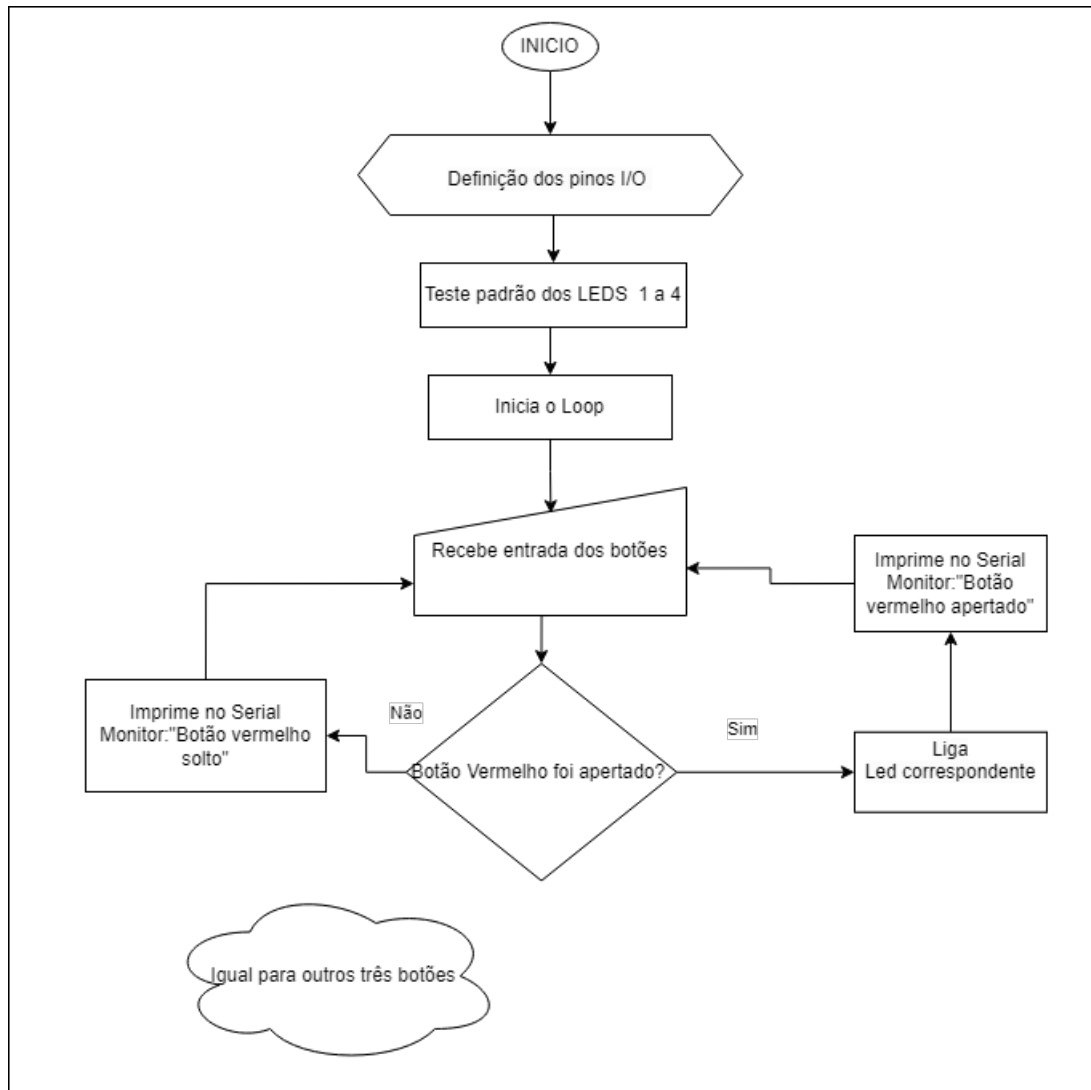 INICIO
Definição dos pinos I/O
Teste padrão dos LEDS 1 a 4
Inicia o Loop
Recebe entrada dos botões
Imprime no Serial
Monitor:"Botão
vermelho apertado"
Imprime no Serial
Monitor:"Botão vermelho
solto"
Não
Botão Vermelho foi apertado?
Sim
Liga
Led correspondente
Igual para outros três botões